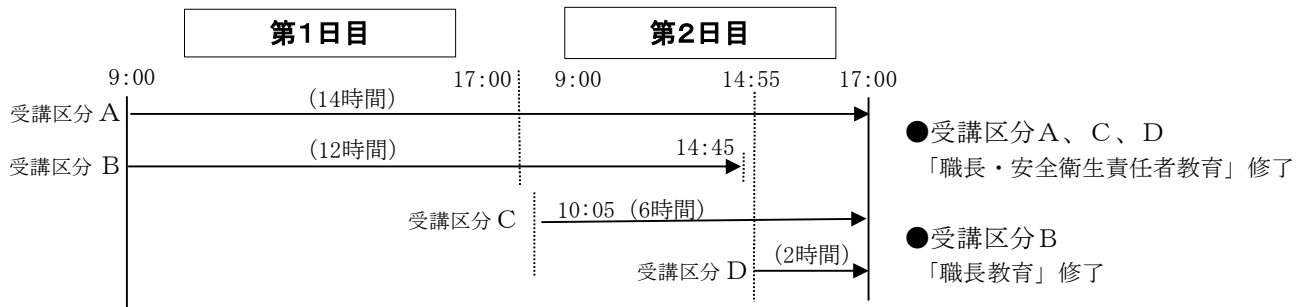 第1日目 第2日目
9:00 17:00 9:00 14:55 17:00
受講区分 A (14時間)
受講区分 B (12時間) 14:45
受講区分 C 10:05 (6時間)
受講区分 D (2時間)
●受講区分A、C、D
「職長・安全衛生責任者教育」修了
●受講区分B
「職長教育」修了